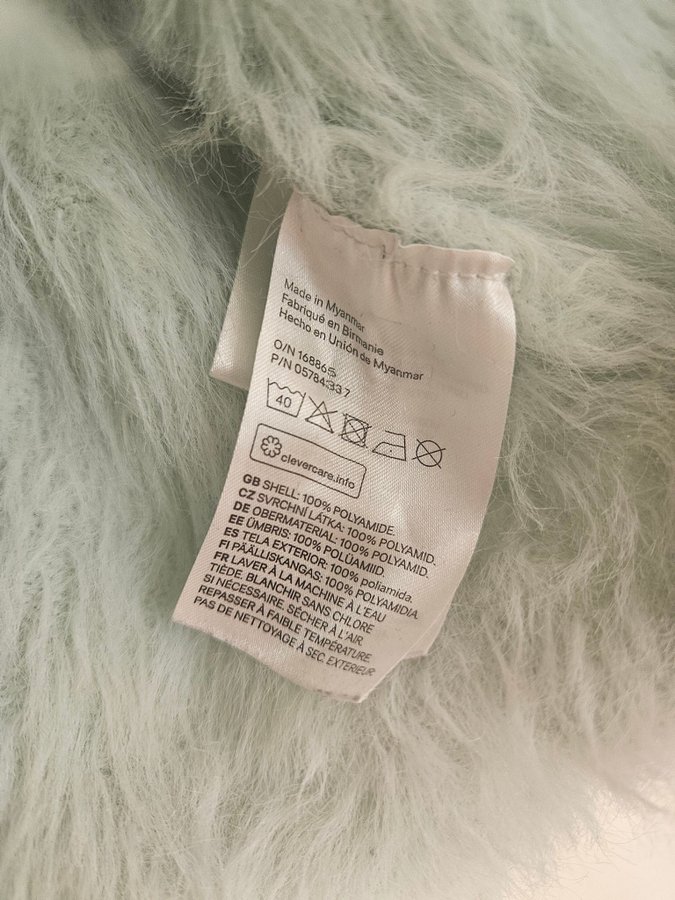 Made in Myanmar
Fabriqué en Birmanie
Hecho en Unión de Myanmar
O/N 168865
P/N 05784337
40
clevercare.info
GB SHELL: 100% POLYAMIDE.
CZ SVRCHNÍ LÁTKA: 100% POLYAMID.
DE OBERMATERIAL: 100% POLYAMID.
EE ÜMBRIS: 100% POLÜAMIID.
ES TELA EXTERIOR: 100% poliamida.
FI PÄÄLLISKANGAS: 100% POLYAMIDIA.
FR LAVER À LA MACHINE À L'EAU
TIÈDE. BLANCHIR SANS CHLORE
SI NÉCESSAIRE. SÉCHER À L'AIR
REPASSER À FAIBLE TEMPÉRATURE.
PAS DE NETTOYAGE À SEC. EXTERIEUR